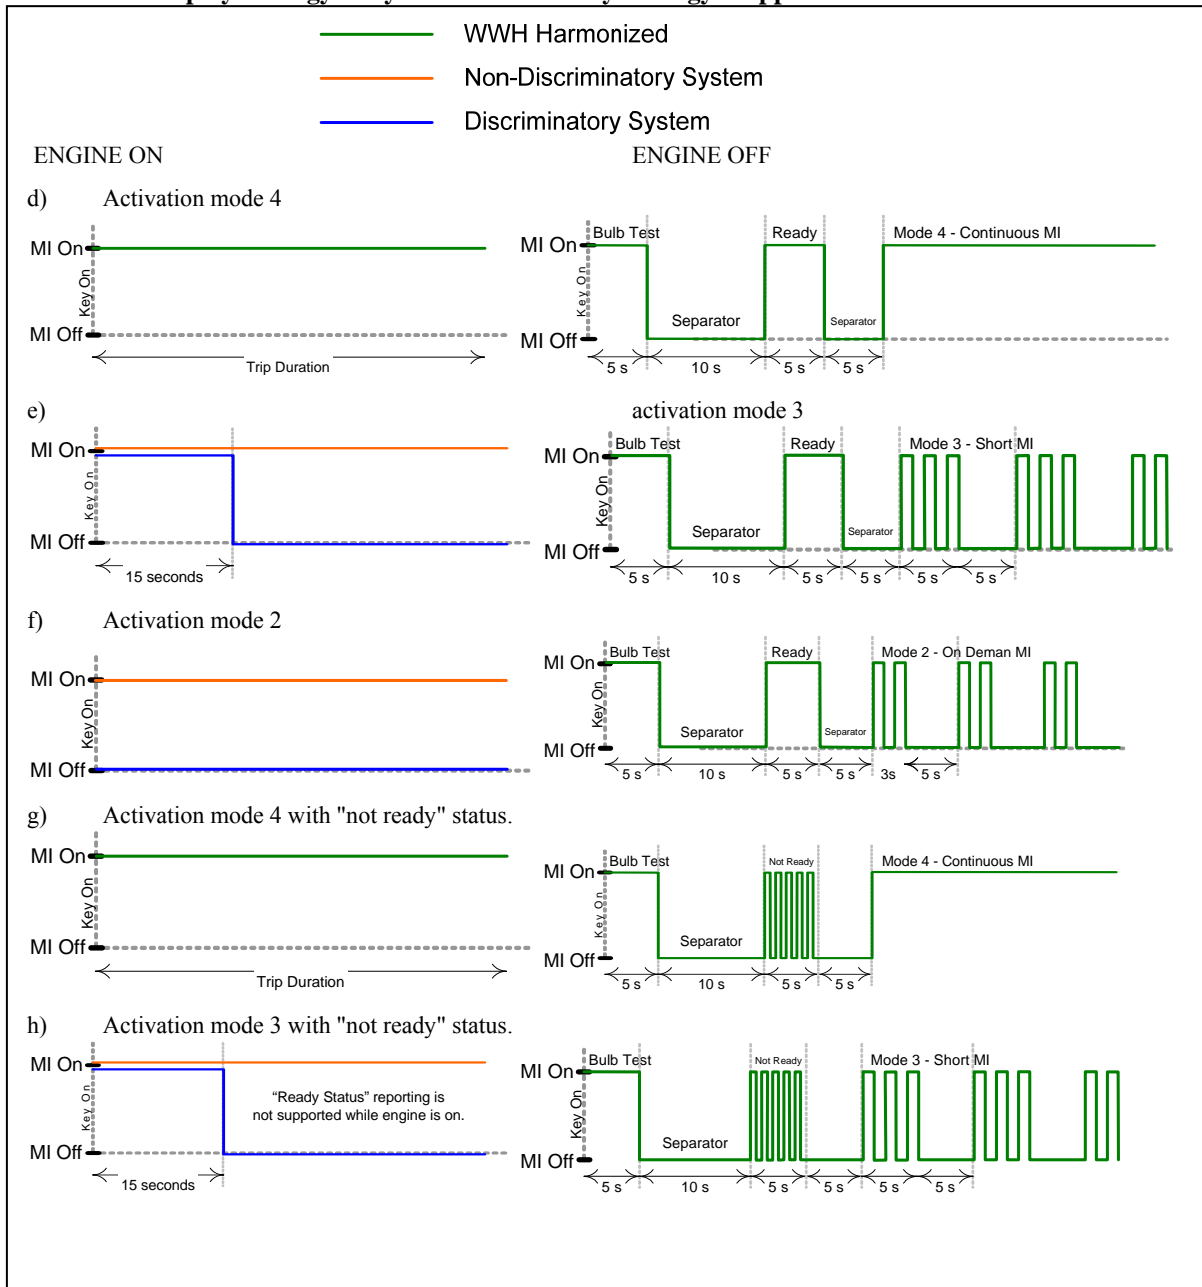 WWH Harmonized
Non-Discriminatory System
Discriminatory System
ENGINE ON
ENGINE OFF
d) Activation mode 4
MI On
Key On
MI Off
Trip Duration
Bulb Test
Ready
Mode 4 - Continuous MI
MI On
Key On
Separator
Separator
MI Off
5 s
10 s
5 s
5 s
e)
activation mode 3
MI On
Key On
MI Off
15 seconds
Bulb Test
Ready
Mode 3 - Short MI
MI On
Key On
Separator
Separator
MI Off
5 s
10 s
5 s
5 s
5 s
5 s
f) Activation mode 2
MI On
Key On
MI Off
Bulb Test
Ready
Mode 2 - On Deman MI
MI On
Key On
Separator
Separator
MI Off
5 s
10 s
5 s
5 s
3s
5 s
g) Activation mode 4 with "not ready" status.
MI On
Key On
MI Off
Trip Duration
Bulb Test
Not Ready
Mode 4 - Continuous MI
MI On
Key On
Separator
MI Off
5 s
10 s
5 s
5 s
h) Activation mode 3 with "not ready" status.
MI On
Key On
“Ready Status” reporting is
not supported while engine is on.
MI Off
15 seconds
Bulb Test
Not Ready
Mode 3 - Short MI
MI On
Key On
Separator
MI Off
5 s
10 s
5 s
5 s
5 s
5 s